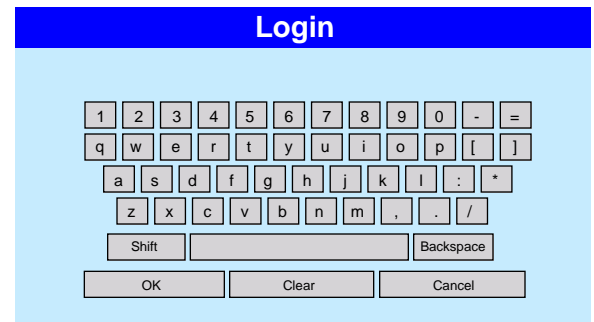 Login
1 2 3 4 5 6 7 8 9 0 - =
q w e r t y u i o p [ ]
a s d f g h j k l : *
z x c v b n m , . /
Shift Backspace
OK Clear Cancel